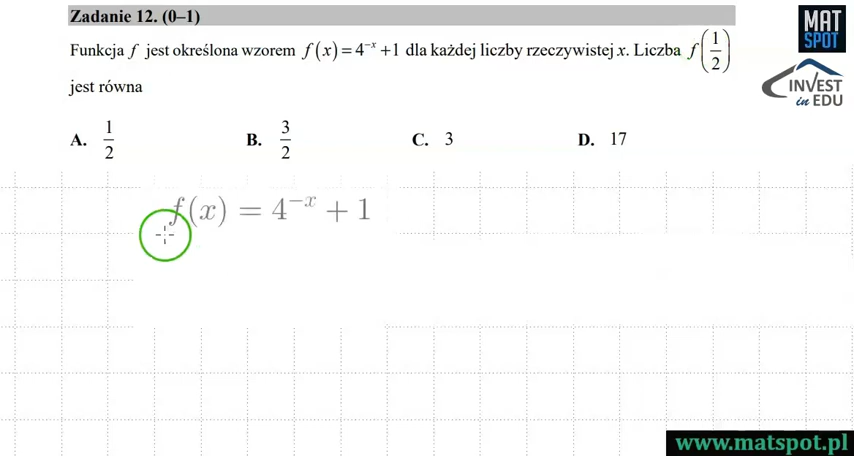 Zadanie 12. (0–1)
Funkcja f jest określona wzorem f(x) = 4^{-x} + 1 dla każdej liczby rzeczywistej x. Liczba f(1/2)
jest równa
A. 1/2 B. 3/2 C. 3 D. 17
f(x) = 4^{-x} + 1
MAT
SPOT
INVEST
in EDU
www.matspot.pl